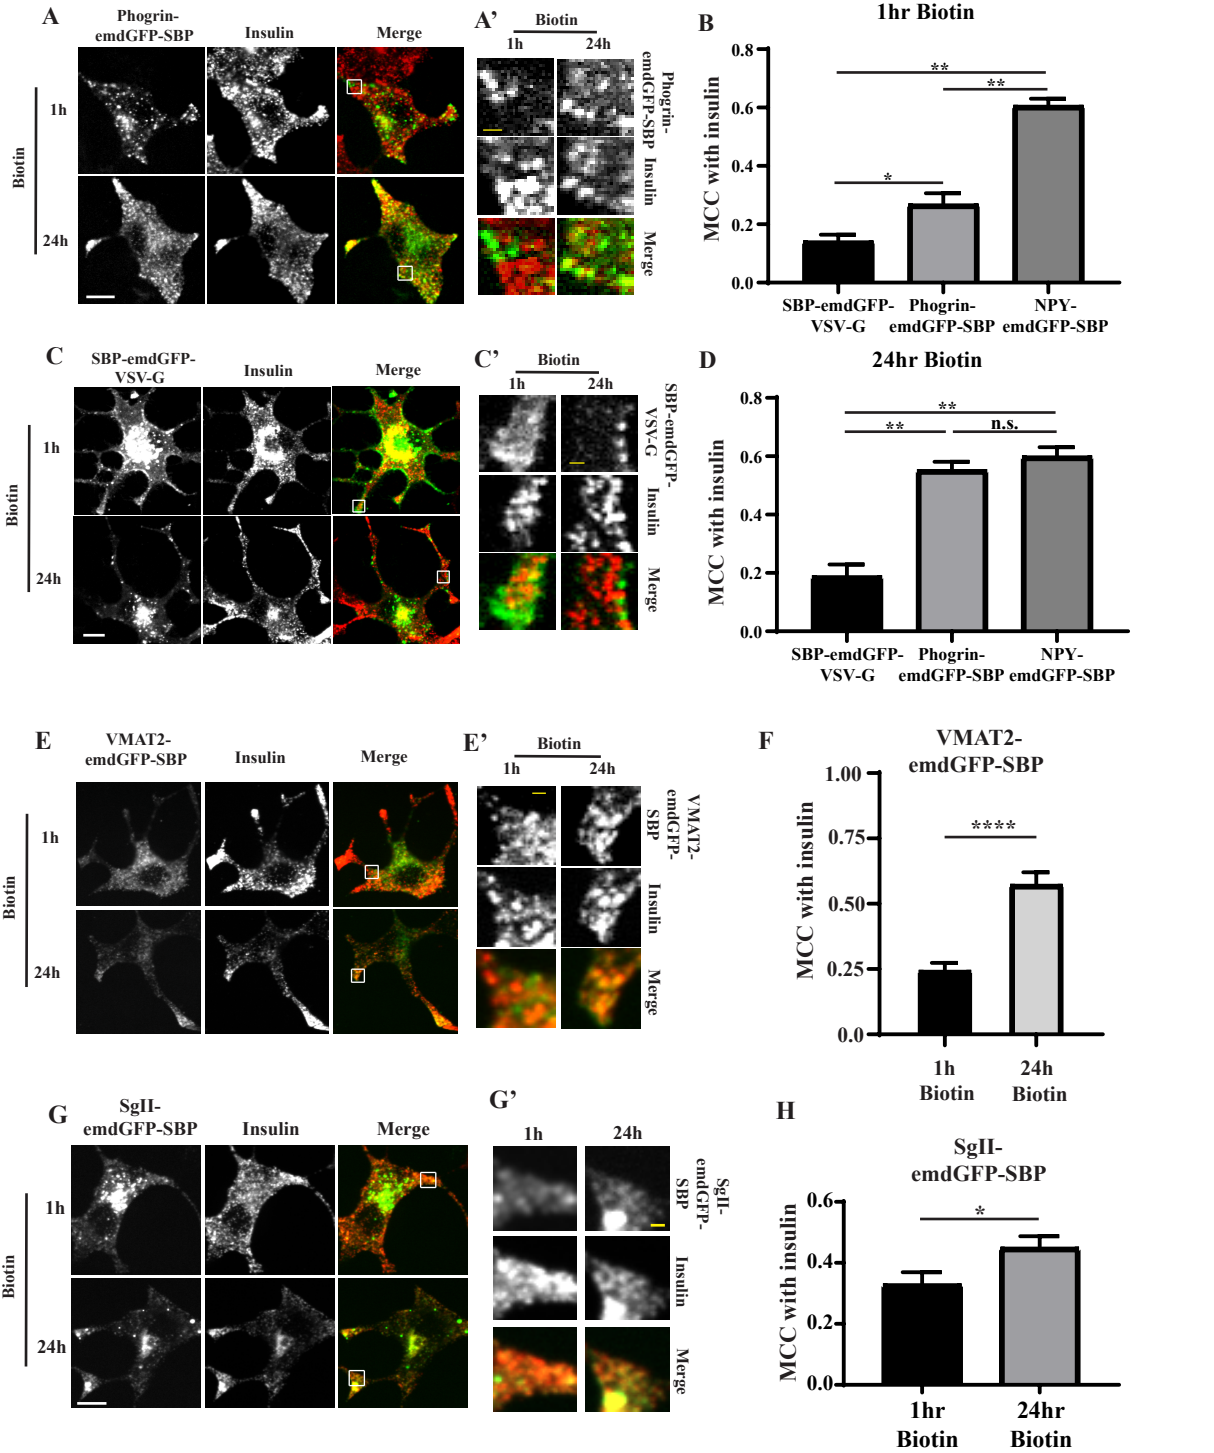 A
Phogrin-
emdGFP-SBP
Insulin
Merge
Biotin
1h
24h
A’
Biotin
1h
24h
Phogrin-
emdGFP-SBP
Insulin
Merge
B
1hr Biotin
MCC with insulin
0.8
0.6
0.4
0.2
0.0
**
**
*
SBP-emdGFP-
VSV-G
Phogrin-
emdGFP-SBP
NPY-
emdGFP-SBP
C
SBP-emdGFP-
VSV-G
Insulin
Merge
Biotin
1h
24h
C’
Biotin
1h
24h
SBP-emdGFP-
VSV-G
Insulin
Merge
D
24hr Biotin
MCC with insulin
0.8
0.6
0.4
0.2
0.0
**
**
n.s.
SBP-emdGFP-
VSV-G
Phogrin-
emdGFP-SBP
NPY-
emdGFP-SBP
E
VMAT2-
emdGFP-SBP
Insulin
Merge
Biotin
1h
24h
E’
Biotin
1h
24h
VMAT2-
emdGFP-
SBP
Insulin
Merge
F
VMAT2-
emdGFP-SBP
MCC with insulin
1.00
0.75
0.50
0.25
0.0
****
1h
Biotin
24h
Biotin
G
SgII-
emdGFP-SBP
Insulin
Merge
Biotin
1h
24h
G’
1h
24h
SgII-
emdGFP-
SBP
Insulin
Merge
H
SgII-
emdGFP-SBP
MCC with insulin
0.6
0.4
0.2
0.0
*
1hr
Biotin
24hr
Biotin